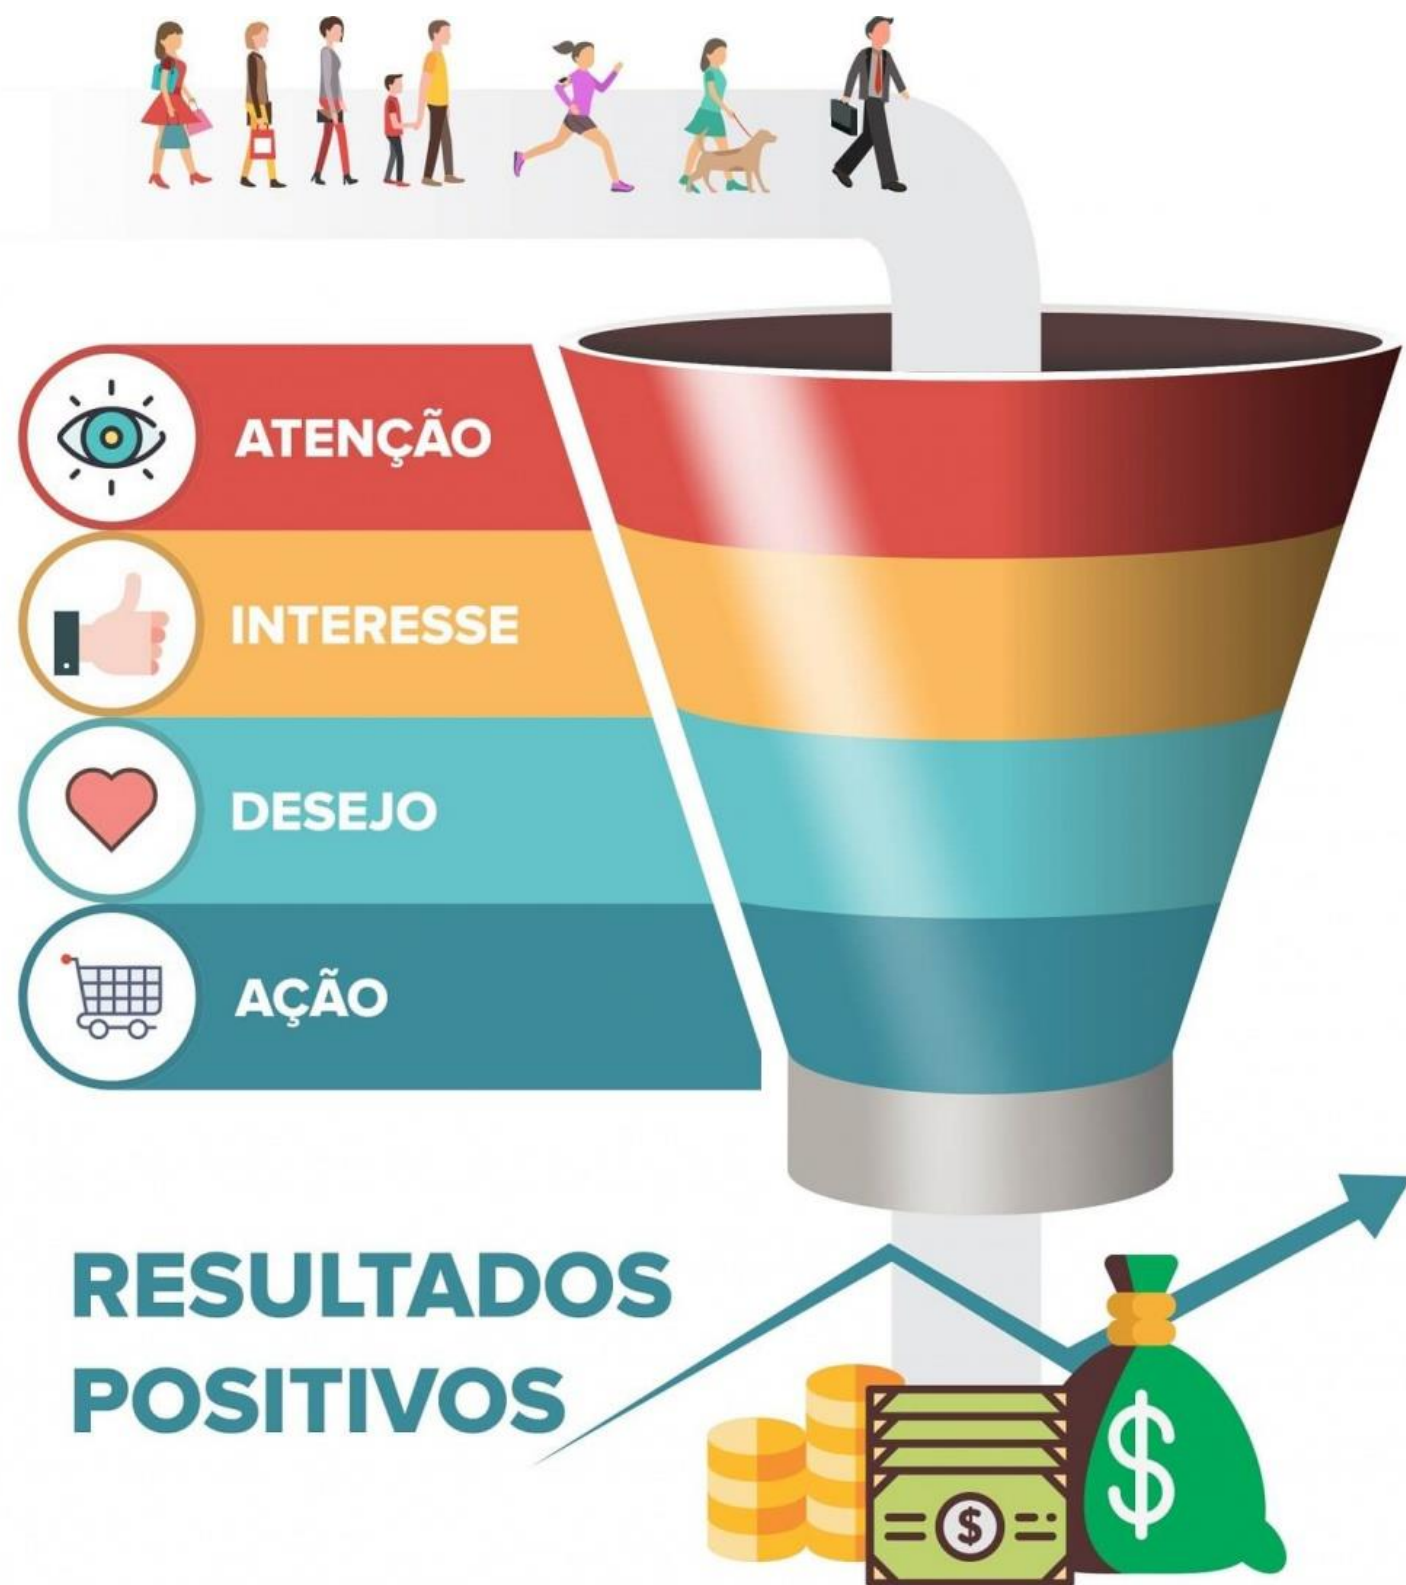 ATENÇÃO
INTERESSE
DESEJO
AÇÃO
RESULTADOS
POSITIVOS
$
$